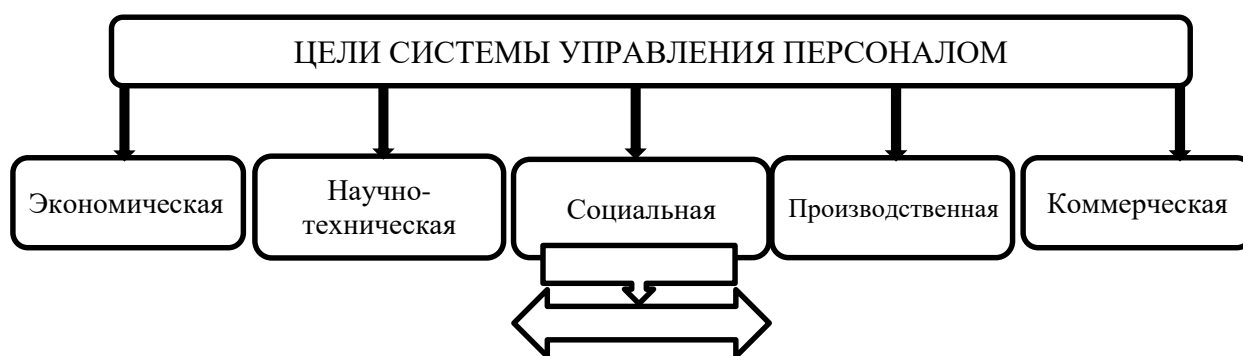 ЦЕЛИ СИСТЕМЫ УПРАВЛЕНИЯ ПЕРСОНАЛОМ
Экономическая
Научно-
техническая
Социальная
Производственная
Коммерческая